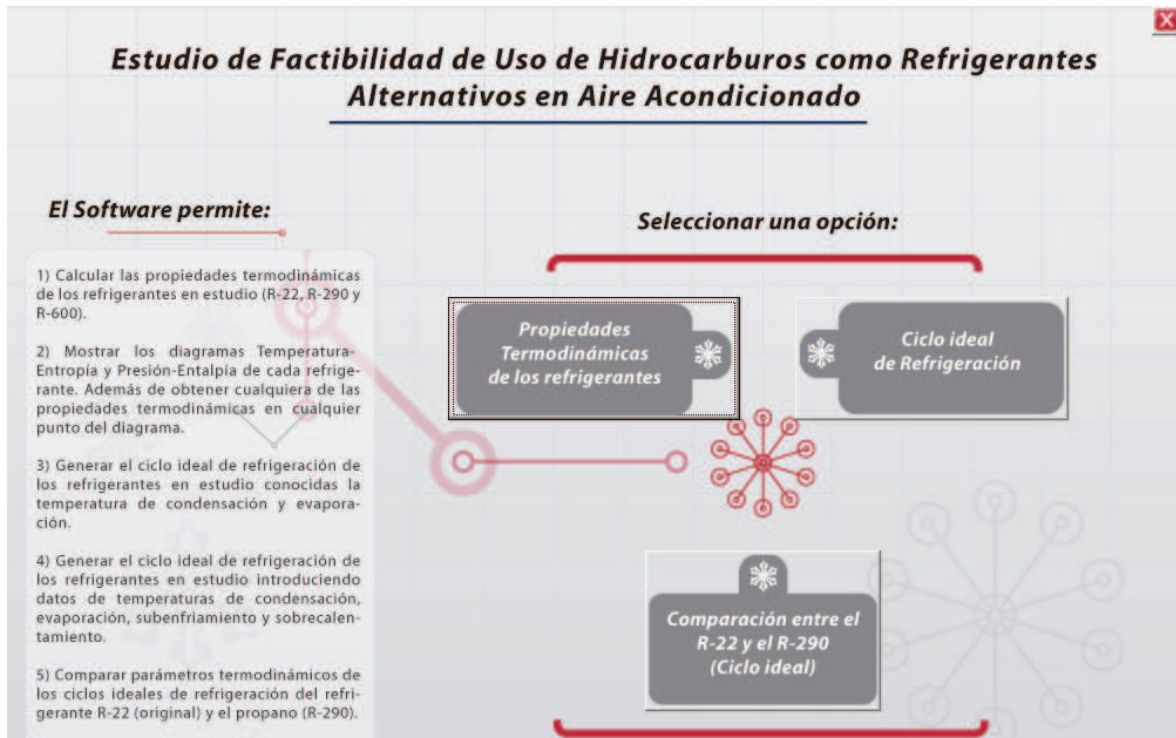 Estudio de Factibilidad de Uso de Hidrocarburos como Refrigerantes
Alternativos en Aire Acondicionado
El Software permite:
1) Calcular las propiedades termodinámicas
de los refrigerantes en estudio (R-22, R-290 y
R-600).
2) Mostrar los diagramas Temperatura-
Entropía y Presión-Entalpía de cada refrige-
rante. Además de obtener cualquiera de las
propiedades termodinámicas en cualquier
punto del diagrama.
3) Generar el ciclo ideal de refrigeración de
los refrigerantes en estudio conocidas la
temperatura de condensación y evapora-
ción.
4) Generar el ciclo ideal de refrigeración de
los refrigerantes en estudio introduciendo
datos de temperaturas de condensación,
evaporación, subenfriamiento y sobrecalen-
tamiento.
5) Comparar parámetros termodinámicos de
los ciclos ideales de refrigeración del refri-
gerante R-22 (original) y el propano (R-290).
Seleccionar una opción:
Propiedades
Termodinámicas
de los refrigerantes
Ciclo ideal
de Refrigeración
Comparación entre el
R-22 y el R-290
(Ciclo ideal)